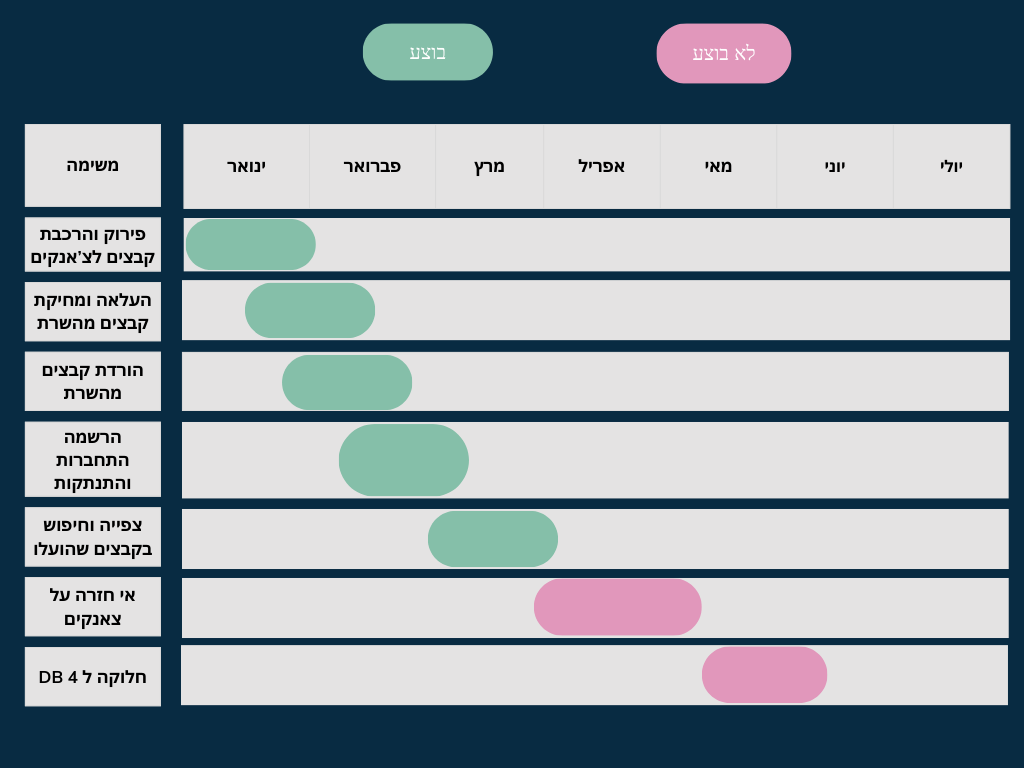 בוצע
לא בוצע
משימה
ינואר
פברואר
מרץ
אפריל
מאי
יוני
יולי
פירוק והרכבת
קבצים לצ'אנקים
העלאה ומחיקת
קבצים מהשרת
הורדת קבצים
מהשרת
הרשמה
התחברות
והתנתקות
צפייה וחיפוש
בקבצים שהועלו
אי חזרה על
צאנקים
חלוקה ל 4 DB